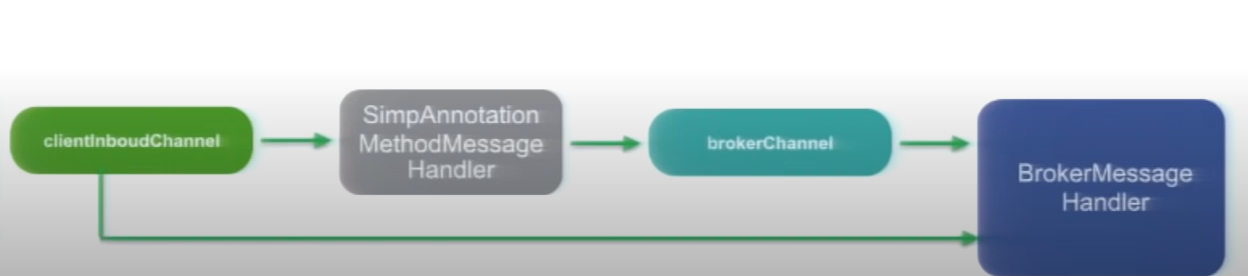 clientInboudChannel
SimpAnnotation
MethodMessage
Handler
brokerChannel
BrokerMessage
Handler